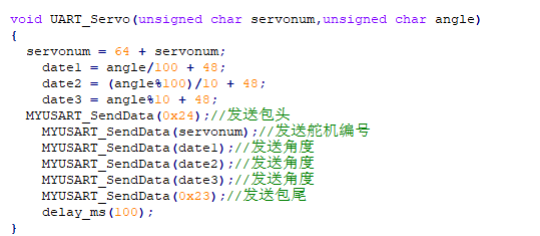 void UART_Servo(unsigned char servonum,unsigned char angle)
{
servonum = 64 + servonum;
date1 = angle/100 + 48;
date2 = (angle%100)/10 + 48;
date3 = angle%10 + 48;
MYUSART_SendData(0x24);//发送包头
MYUSART_SendData(servonum);//发送舵机编号
MYUSART_SendData(date1);//发送角度
MYUSART_SendData(date2);//发送角度
MYUSART_SendData(date3);//发送角度
MYUSART_SendData(0x23);//发送包尾
delay_ms(100);
}